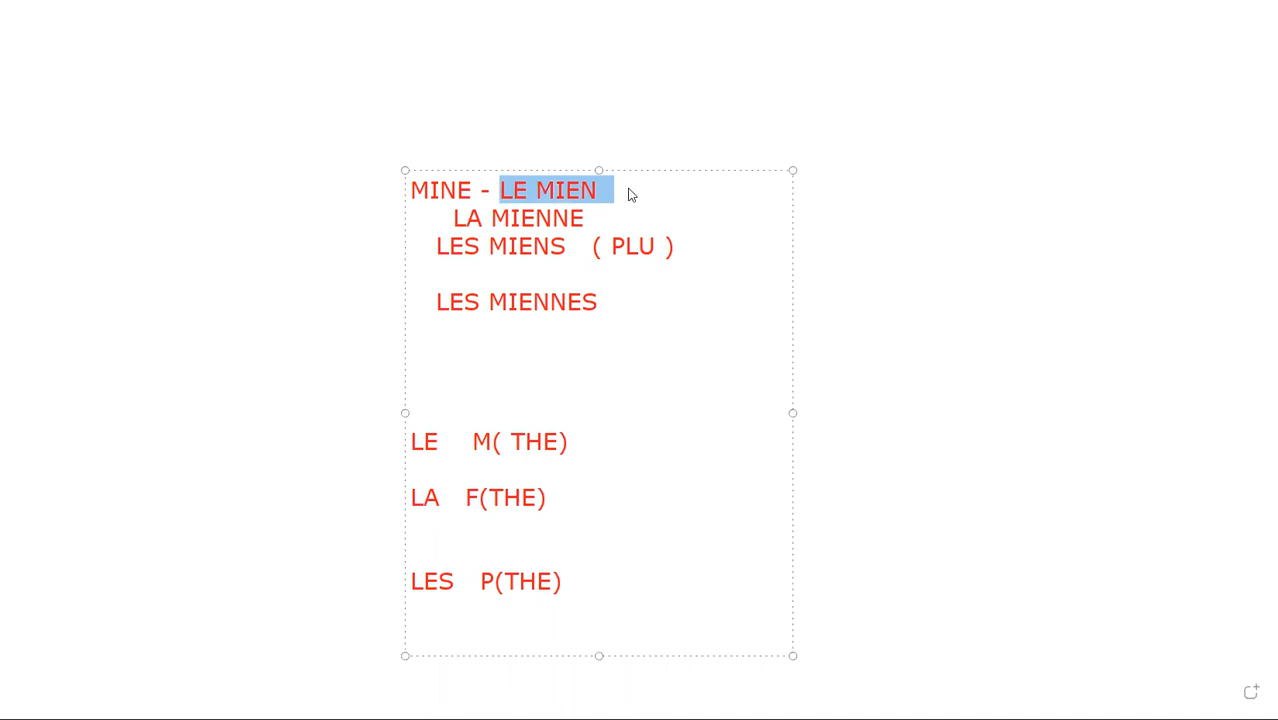 MINE - LE MIEN
LA MIENNE
LES MIENS ( PLU )
LES MIENNES
LE M( THE)
LA F(THE)
LES P(THE)